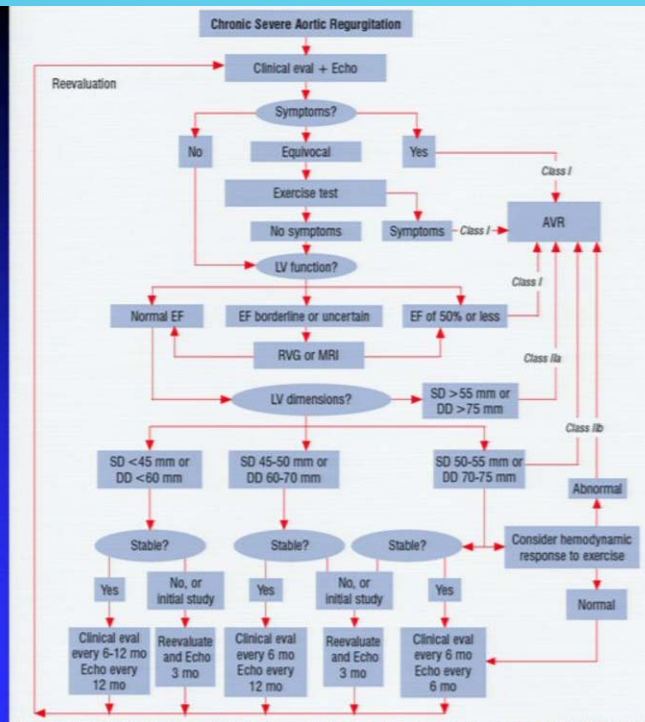 Chronic Severe Aortic Regurgitation
Reevaluation
Clinical eval + Echo
Symptoms?
No
Equivocal
Yes
Class I
Exercise test
AVR
No symptoms
Symptoms
Class I
LV function?
Class I
Normal EF
EF borderline or uncertain
EF of 50% or less
RVG or MRI
Class IIa
LV dimensions?
SD >55 mm or
DD >75 mm
Class IIb
SD <45 mm or
DD <60 mm
SD 45-50 mm or
DD 60-70 mm
SD 50-55 mm or
DD 70-75 mm
Abnormal
Stable?
Stable?
Stable?
Consider hemodynamic
response to exercise
Yes
No, or
initial study
Yes
No, or
initial study
Yes
Normal
Clinical eval
every 6-12 mo
Echo every
12 mo
Reevaluate
and Echo
3 mo
Clinical eval
every 6 mo
Echo every
12 mo
Reevaluate
and Echo
3 mo
Clinical eval
every 6 mo
Echo every
6 mo